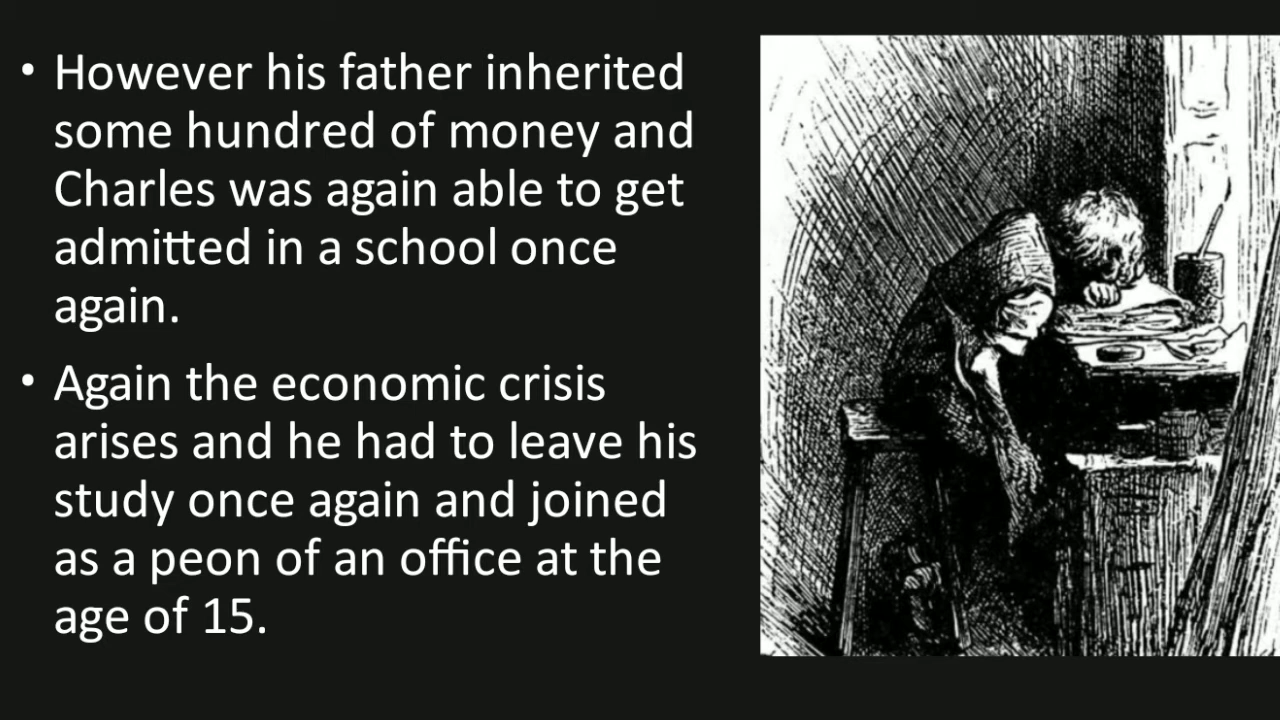 • However his father inherited
some hundred of money and
Charles was again able to get
admitted in a school once
again.
• Again the economic crisis
arises and he had to leave his
study once again and joined
as a peon of an office at the
age of 15.